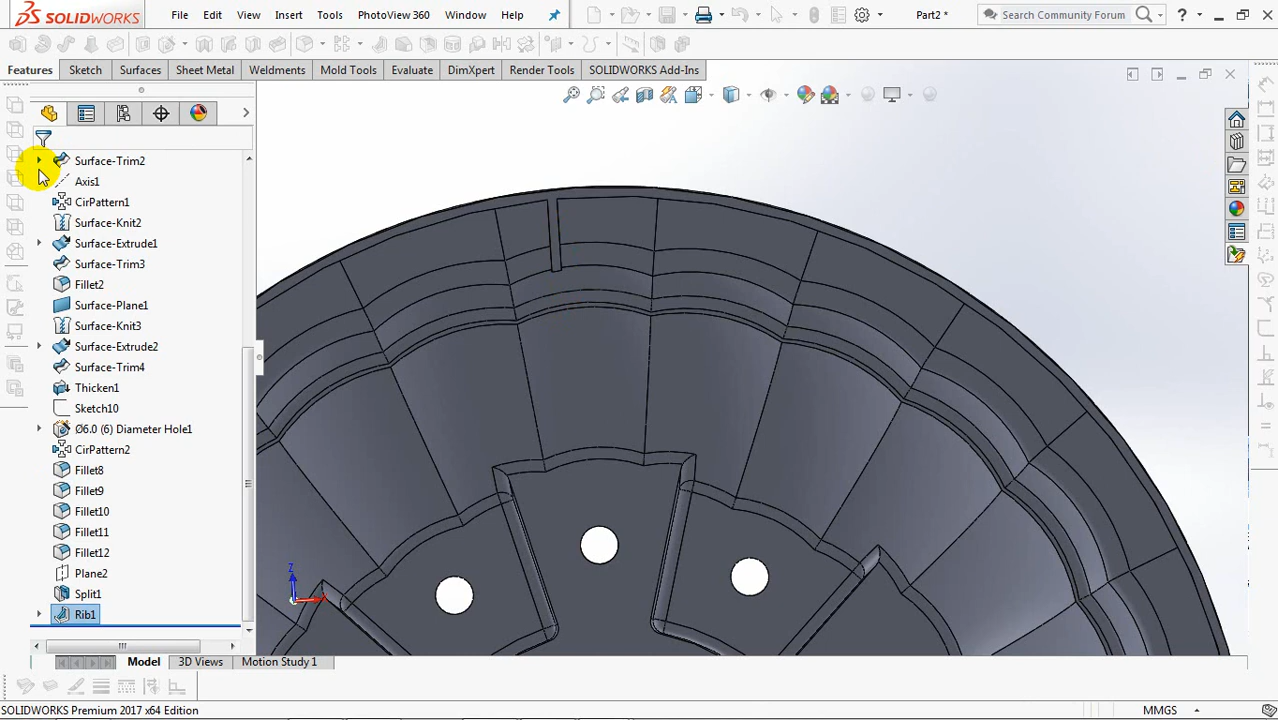 SOLIDWORKS File Edit View Insert Tools PhotoView 360 Window Help Part2 * Search Community Forum ?
Features Sketch Surfaces Sheet Metal Weldments Mold Tools Evaluate DimXpert Render Tools SOLIDWORKS Add-Ins
Surface-Trim2
Axis1
CirPattern1
Surface-Knit2
Surface-Extrude1
Surface-Trim3
Fillet2
Surface-Plane1
Surface-Knit3
Surface-Extrude2
Surface-Trim4
Thicken1
Sketch10
Ø6.0 (6) Diameter Hole1
CirPattern2
Fillet8
Fillet9
Fillet10
Fillet11
Fillet12
Plane2
Split1
Rib1
Z
Model 3D Views Motion Study 1
SOLIDWORKS Premium 2017 x64 Edition MMGS